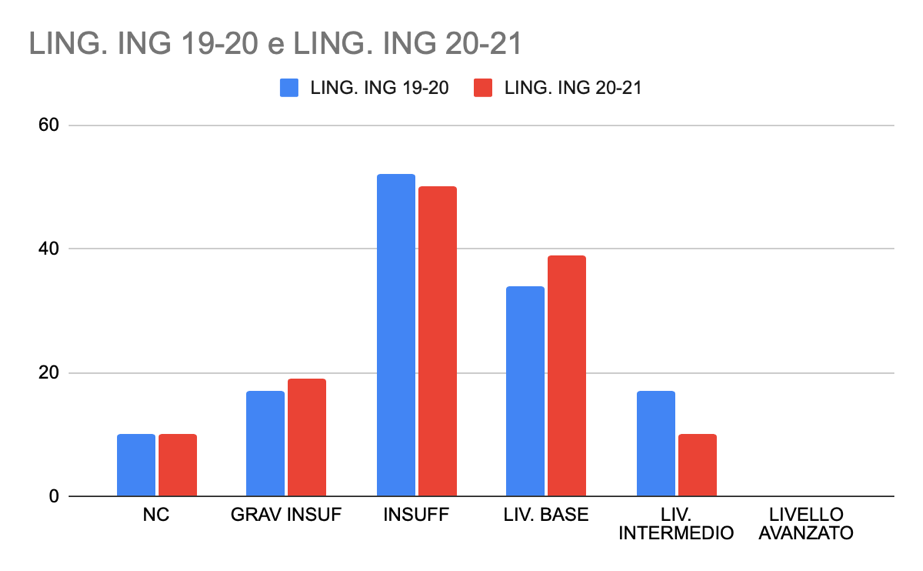 LING. ING 19-20 e LING. ING 20-21
LING. ING 19-20 LING. ING 20-21
60
40
20
0
NC GRAV INSUF INSUFF LIV. BASE LIV. INTERMEDIO LIVELLO AVANZATO